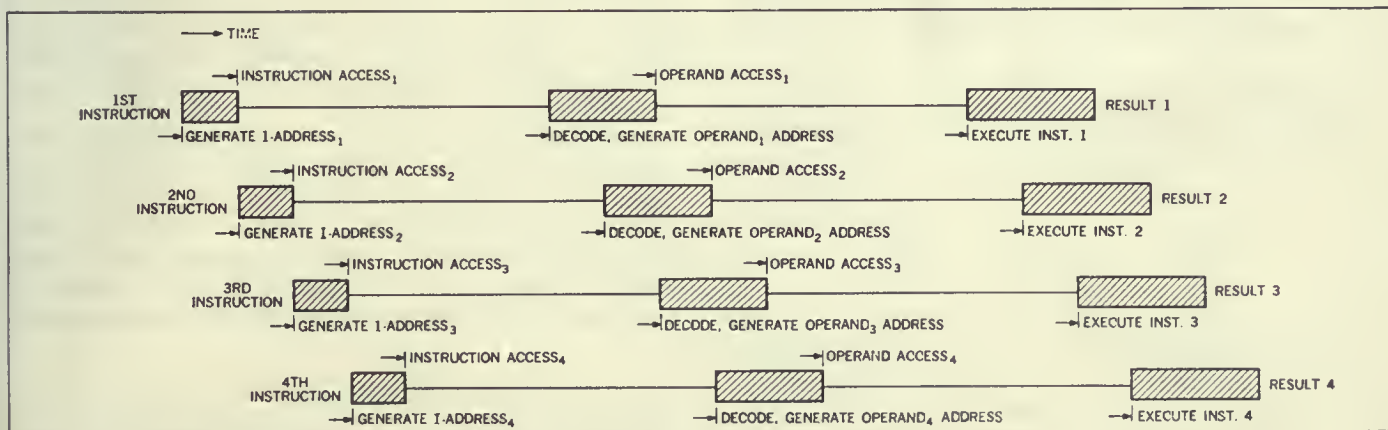 TIME
INSTRUCTION ACCESS₁
OPERAND ACCESS₁
1ST
INSTRUCTION
RESULT 1
GENERATE I-ADDRESS₁
DECODE, GENERATE OPERAND₁ ADDRESS
EXECUTE INST. 1
INSTRUCTION ACCESS₂
OPERAND ACCESS₂
2ND
INSTRUCTION
RESULT 2
GENERATE I-ADDRESS₂
DECODE, GENERATE OPERAND₂ ADDRESS
EXECUTE INST. 2
INSTRUCTION ACCESS₃
OPERAND ACCESS₃
3RD
INSTRUCTION
RESULT 3
GENERATE I-ADDRESS₃
DECODE, GENERATE OPERAND₃ ADDRESS
EXECUTE INST. 3
INSTRUCTION ACCESS₄
OPERAND ACCESS₄
4TH
INSTRUCTION
RESULT 4
GENERATE I-ADDRESS₄
DECODE, GENERATE OPERAND₄ ADDRESS
EXECUTE INST. 4